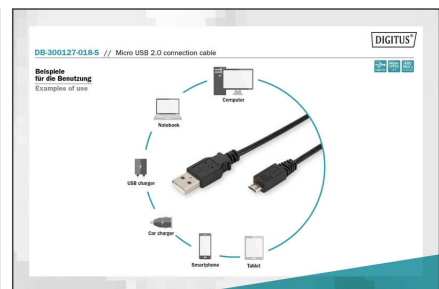 DIGITUS®
DB-300127-018-S // Micro USB 2.0 connection cable
Beispiele
für die Benutzung
Examples of use
Computer
Notebook
USB charger
Car charger
Smartphone
Tablet